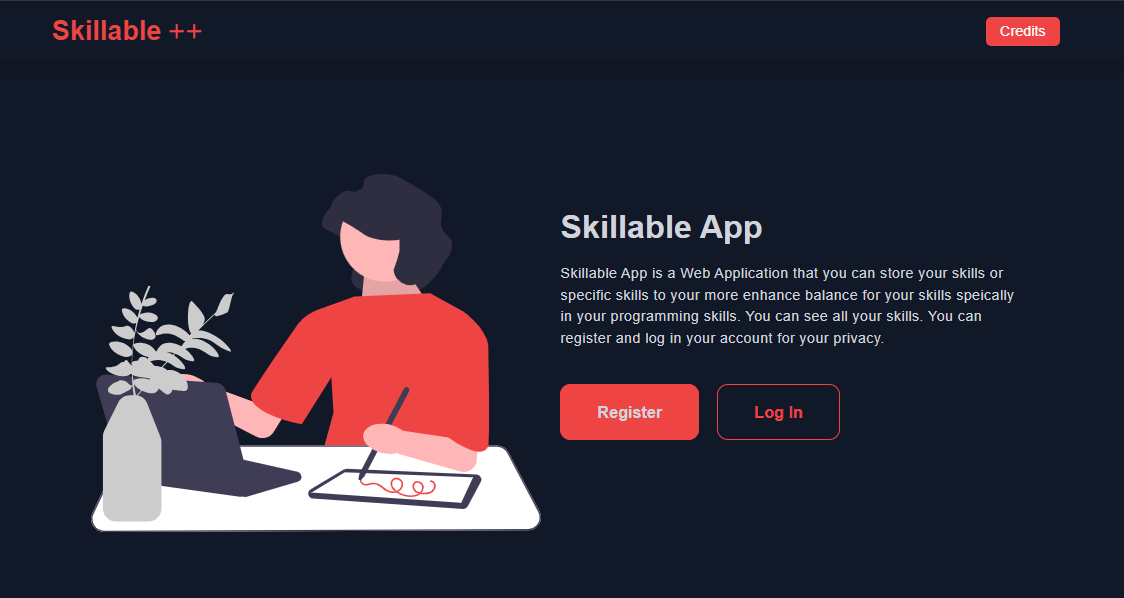 Skillable ++
Credits
Skillable App
Skillable App is a Web Application that you can store your skills or
specific skills to your more enhance balance for your skills speically
in your programming skills. You can see all your skills. You can
register and log in your account for your privacy.
Register
Log In